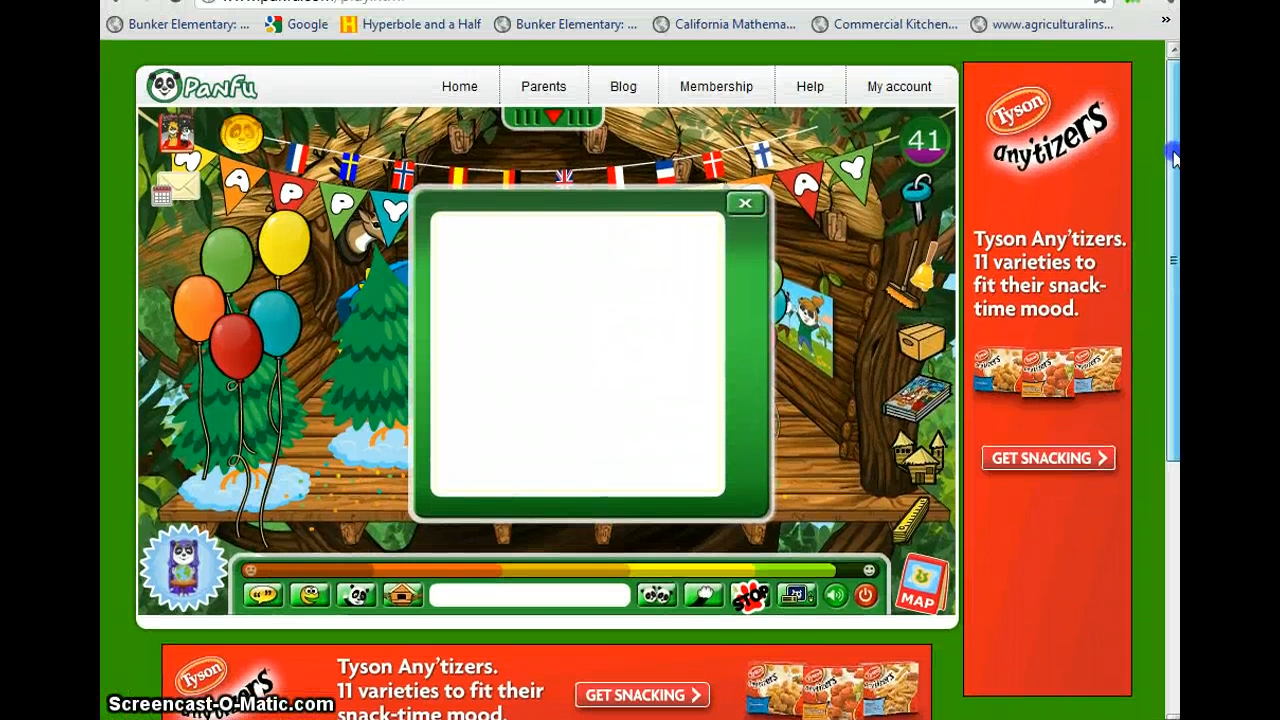 Bunker Elementary: ... Google Hyperbole and a Half Bunker Elementary: ... California Mathema... Commercial Kitchen... www.agriculturalins... »
PANFU Home Parents Blog Membership Help My account
41
A P P Y
A Y
x
STOP
MAP
Tyson
any'tizers
Tyson Any'tizers.
11 varieties to
fit their snack-
time mood.
GET SNACKING >
Tyson
Tyson Any'tizers.
11 varieties to fit their
snack-time mood.
GET SNACKING >
Screencast-O-Matic.com